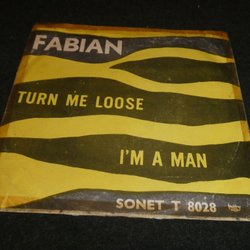 FABIAN
TURN ME LOOSE
I'M A MAN
SONET T 8028